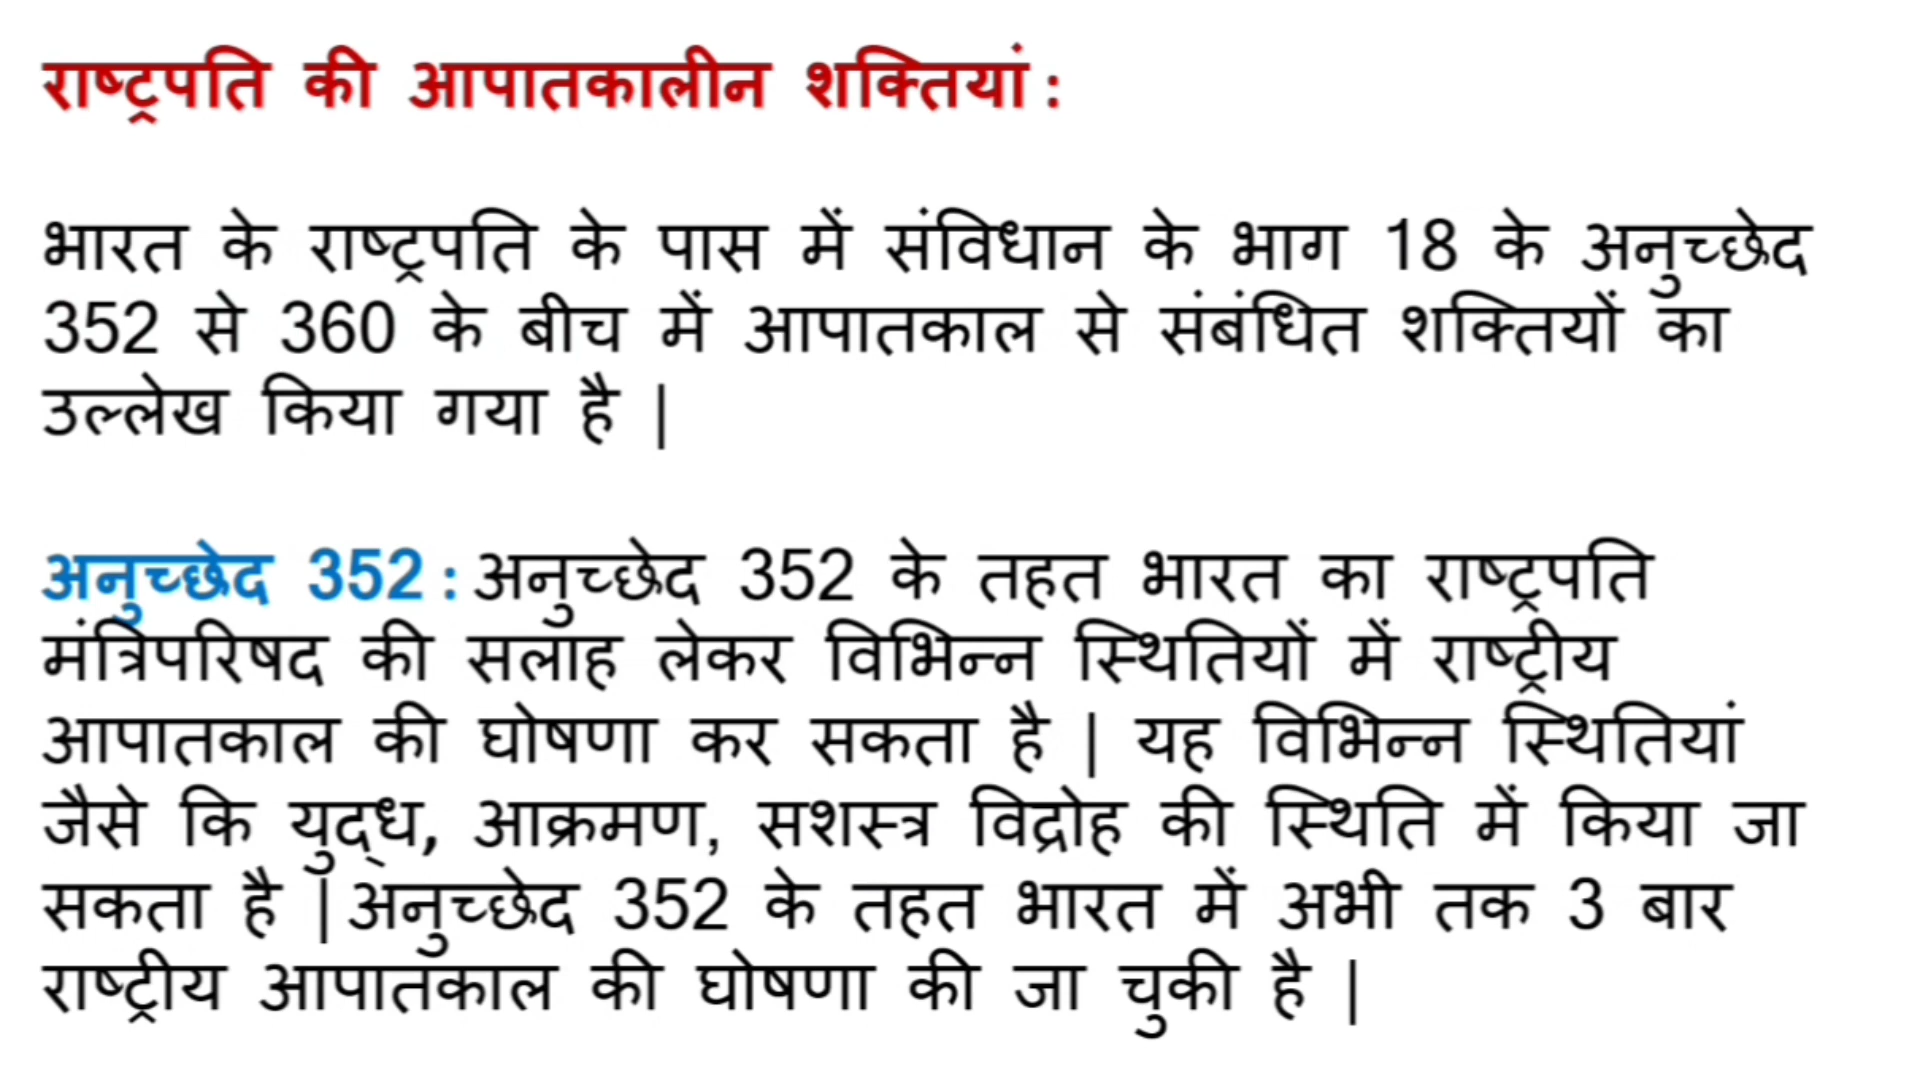 राष्ट्रपति की आपातकालीन शक्तियां :
भारत के राष्ट्रपति के पास में संविधान के भाग 18 के अनुच्छेद
352 से 360 के बीच में आपातकाल से संबंधित शक्तियों का
उल्लेख किया गया है |
अनुच्छेद 352 : अनुच्छेद 352 के तहत भारत का राष्ट्रपति
मंत्रिपरिषद की सलाह लेकर विभिन्न स्थितियों में राष्ट्रीय
आपातकाल की घोषणा कर सकता है | यह विभिन्न स्थितियां
जैसे कि युद्ध, आक्रमण, सशस्त्र विद्रोह की स्थिति में किया जा
सकता है | अनुच्छेद 352 के तहत भारत में अभी तक 3 बार
राष्ट्रीय आपातकाल की घोषणा की जा चुकी है |